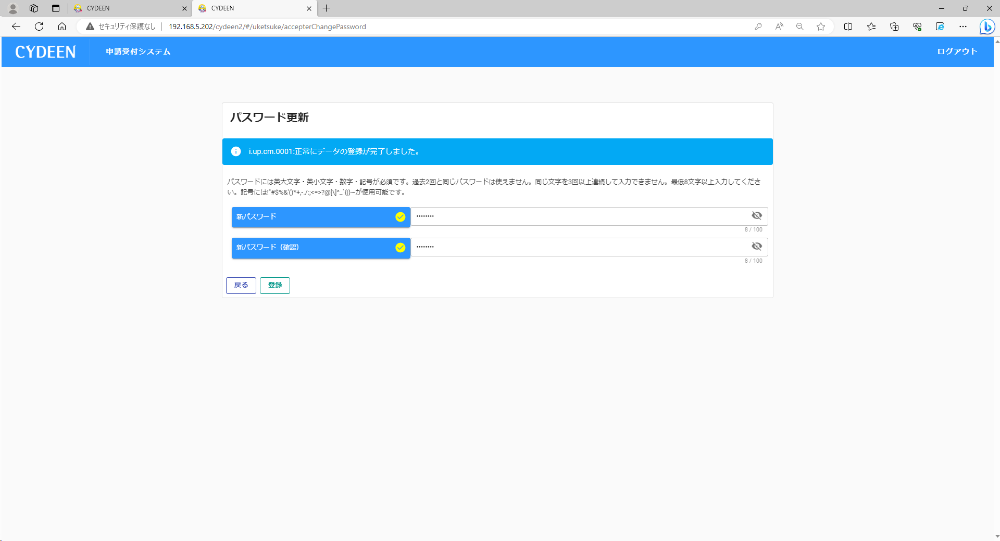 CYDEEN
CYDEEN
セキュリティ保護なし
192.168.5.202/cydeen2/#/uketsuke/accepterChangePassword
CYDEEN
申請受付システム
ログアウト
パスワード更新
i.up.cm.0001:正常にデータの登録が完了しました。
パスワードには英大文字・英小文字・数字・記号が必須です。過去2回と同じパスワードは使えません。同じ文字を3回以上連続して入力できません。最低8文字以上入力してくださ
い。記号には!"#$%&'()*+,-./:;<=>?@[\]^_`{|}~が使用可能です。
新パスワード
••••••••
8 / 100
新パスワード（確認）
••••••••
8 / 100
戻る
登録